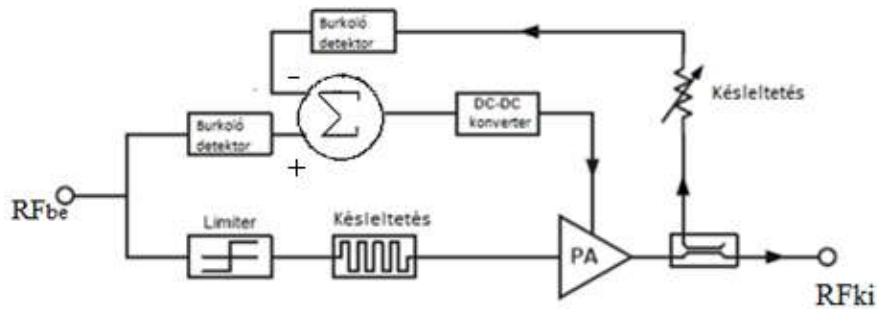 Burkoló
detektor
-
Késleltetés
Σ
DC-DC
konverter
Burkoló
detektor
+
RFbe
Limiter
Késleltetés
PA
RFki